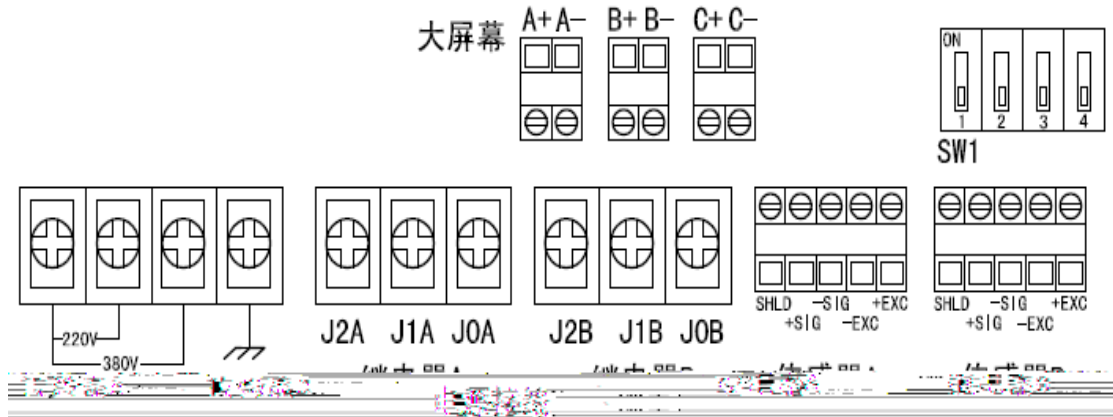 大屏幕 A+ A- B+ B- C+ C-
ON
1 2 3 4
SW1
SHLD -SIG +EXC SHLD -SIG +EXC
+SIG -EXC +SIG -EXC
220V J2A J1A J0A J2B J1B J0B
380V